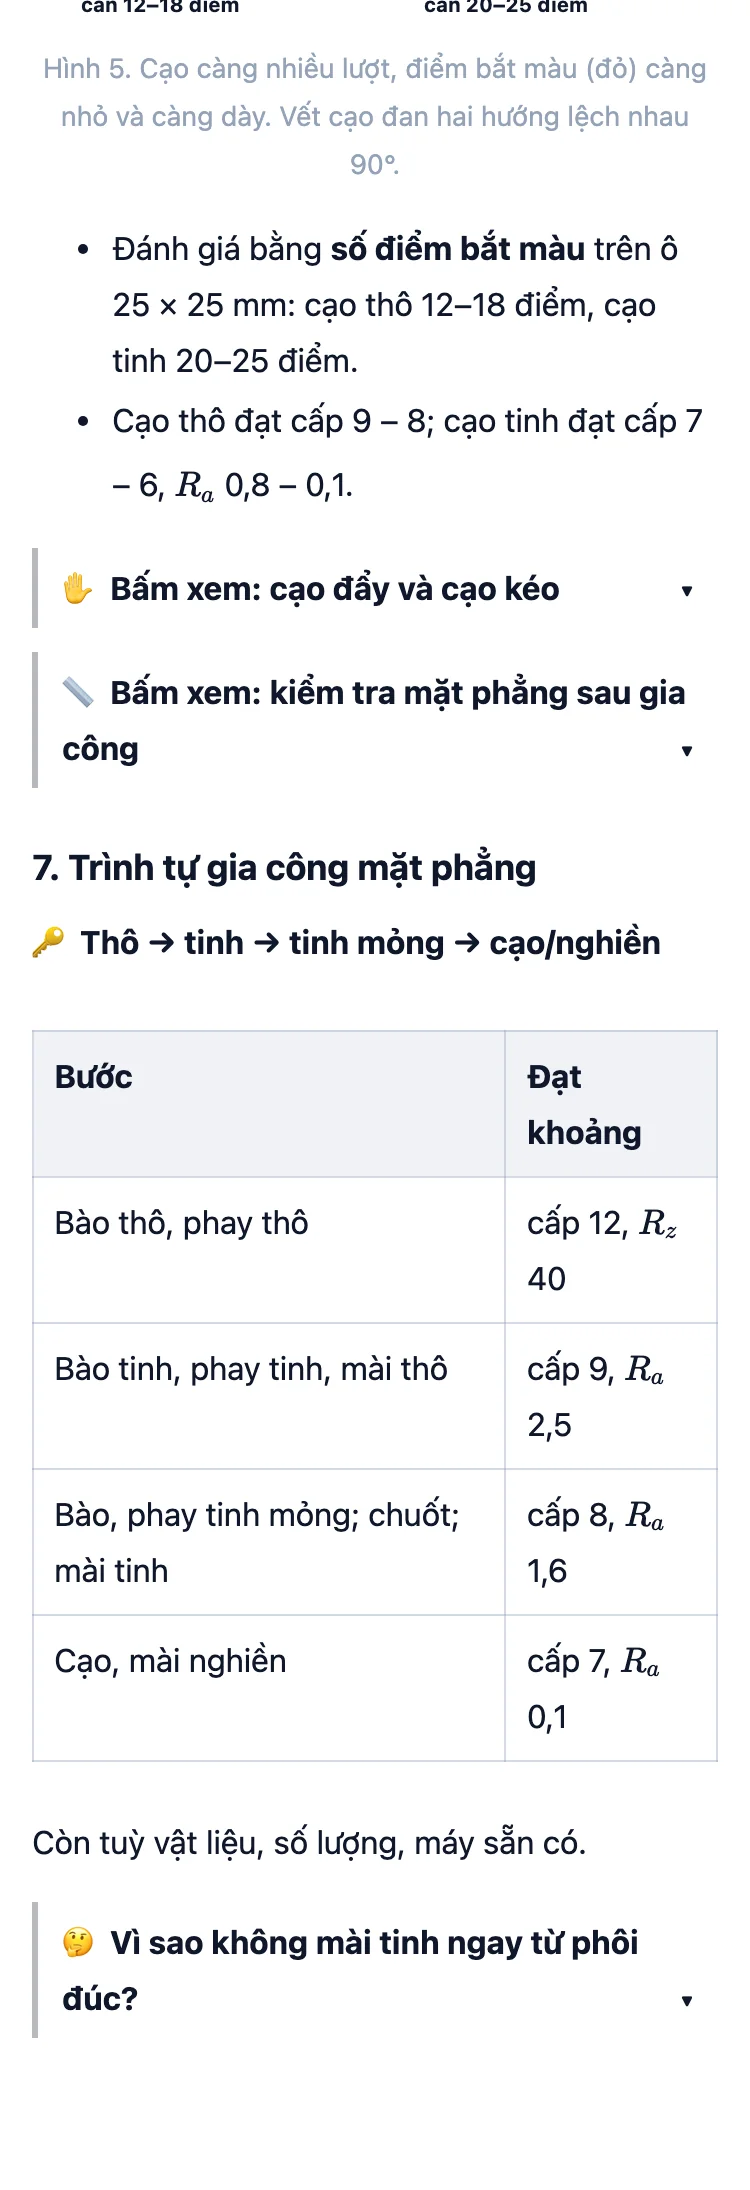 cần 12–18 điểm cần 20–25 điểm
Hình 5. Cạo càng nhiều lượt, điểm bắt màu (đỏ) càng
nhỏ và càng dày. Vết cạo đan hai hướng lệch nhau
90°.
• Đánh giá bằng số điểm bắt màu trên ô
25 × 25 mm: cạo thô 12–18 điểm, cạo
tinh 20–25 điểm.
• Cạo thô đạt cấp 9 – 8; cạo tinh đạt cấp 7
– 6, Rₐ 0,8 – 0,1.
✋ Bấm xem: cạo đẩy và cạo kéo ▼
📏 Bấm xem: kiểm tra mặt phẳng sau gia
công ▼
7. Trình tự gia công mặt phẳng
🔑 Thô → tinh → tinh mỏng → cạo/nghiền
Bước
Đạt
khoảng
Bào thô, phay thô
cấp 12, R_z
40
Bào tinh, phay tinh, mài thô
cấp 9, Rₐ
2,5
Bào, phay tinh mỏng; chuốt;
mài tinh
cấp 8, Rₐ
1,6
Cạo, mài nghiền
cấp 7, Rₐ
0,1
Còn tuỳ vật liệu, số lượng, máy sẵn có.
🤔 Vì sao không mài tinh ngay từ phôi
đúc? ▼